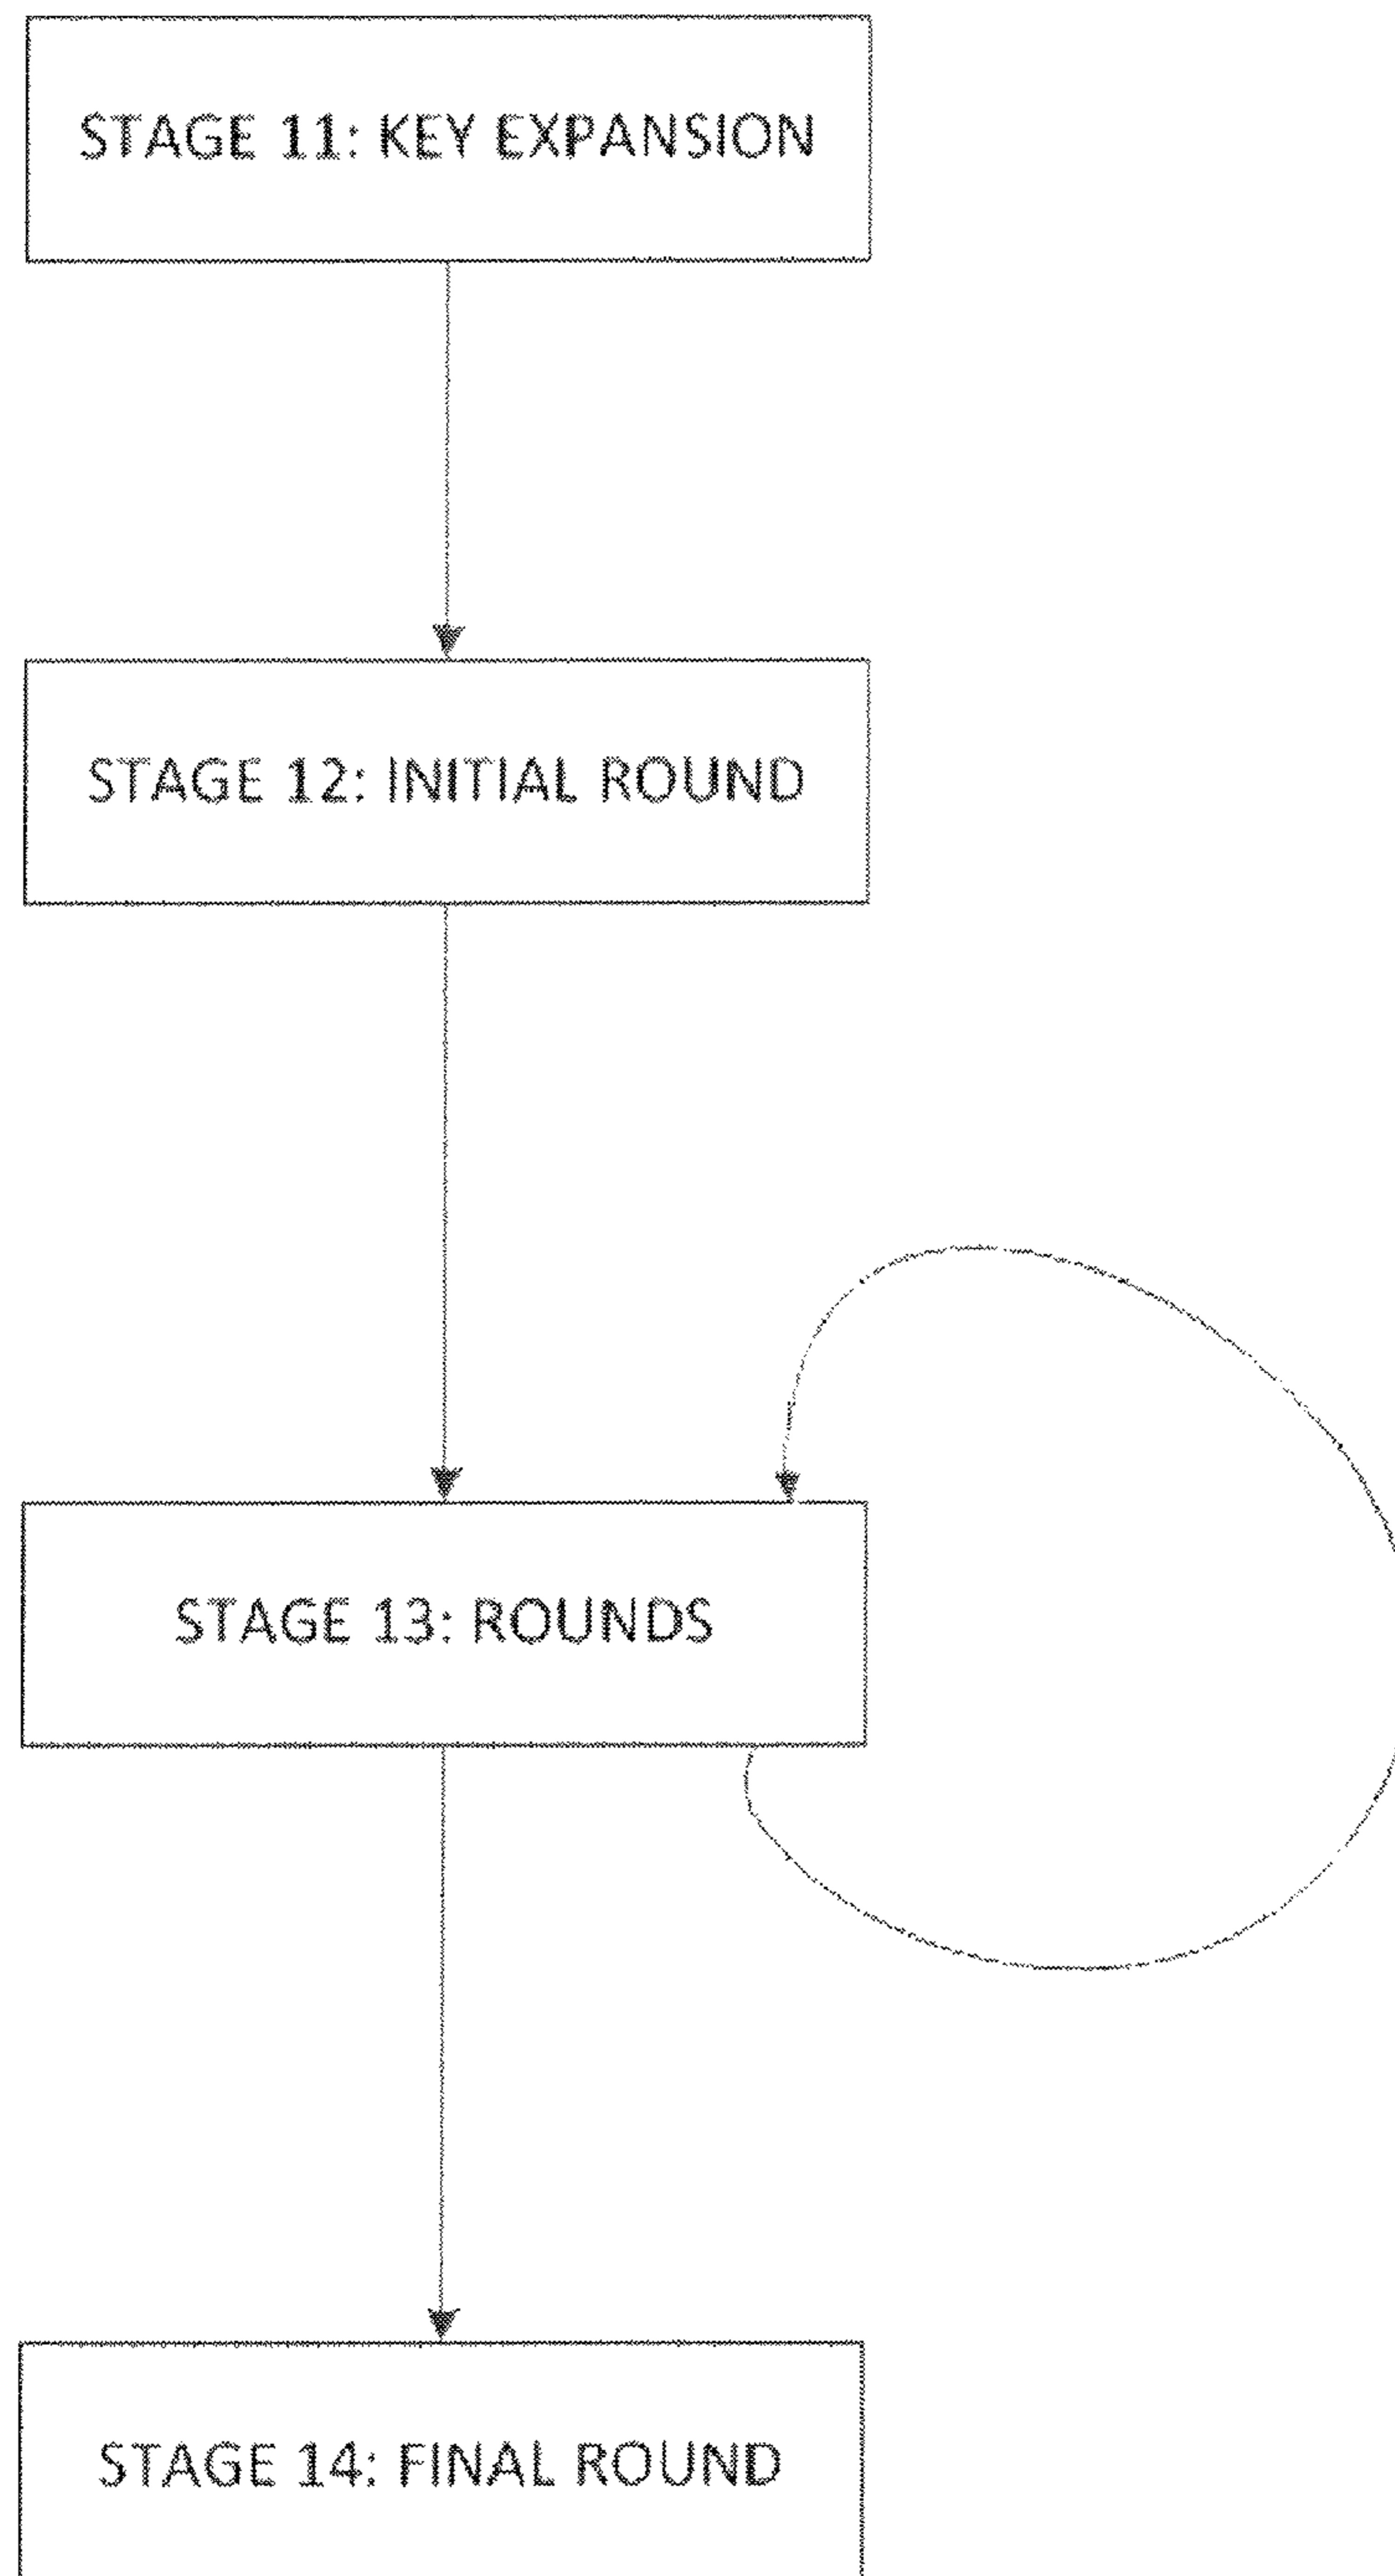 STAGE 11: KEY EXPANSION
STAGE 12: INITIAL ROUND
STAGE 13: ROUNDS
STAGE 14: FINAL ROUND